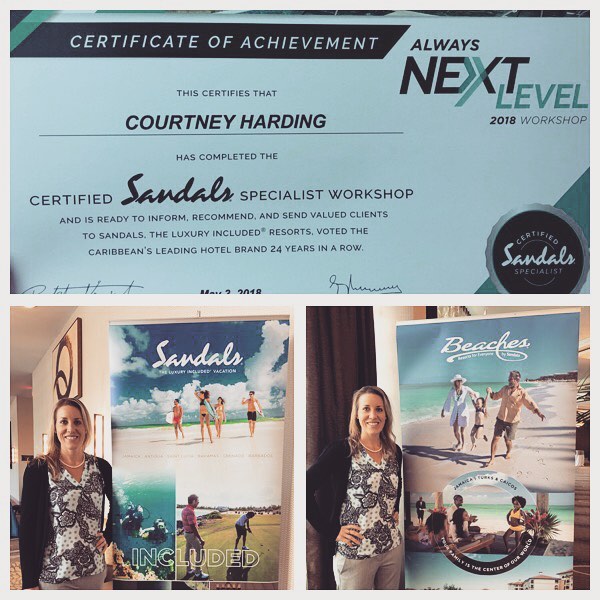 CERTIFICATE OF ACHIEVEMENT
ALWAYS
NEXT
LEVEL
2018 WORKSHOP
THIS CERTIFIES THAT
COURTNEY HARDING
HAS COMPLETED THE
CERTIFIED Sandals SPECIALIST WORKSHOP
AND IS READY TO INFORM, RECOMMEND, AND SEND VALUED CLIENTS
TO SANDALS, THE LUXURY INCLUDED® RESORTS, VOTED THE
CARIBBEAN'S LEADING HOTEL BRAND 24 YEARS IN A ROW.
May 2, 2018
CERTIFIED
Sandals
SPECIALIST
Sandals
THE LUXURY INCLUDED® VACATION
JAMAICA ANTIGUA SAINT LUCIA BAHAMAS GRENADA BARBADOS
INCLUDED
Beaches
Resorts For Everyone by Sandals
JAMAICA & TURKS & CAICOS
YOUR FAMILY IS THE CENTER OF OUR WORLD